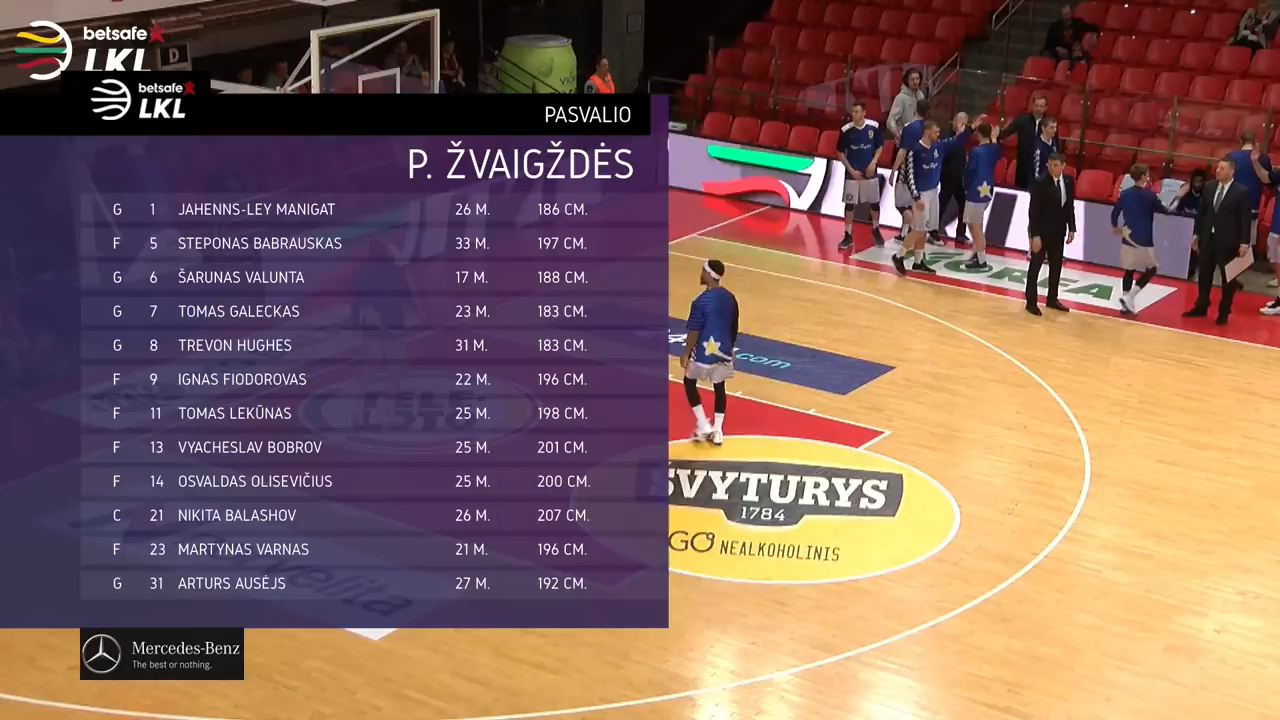 betsafe
LKL
D
betsafe
LKL
PASVALIO
P. ŽVAIGŽDĖS
G 1 JAHENNS-LEY MANIGAT 26 M. 186 CM.
F 5 STEPONAS BABRAUSKAS 33 M. 197 CM.
G 6 ŠARUNAS VALUNTA 17 M. 188 CM.
G 7 TOMAS GALECKAS 23 M. 183 CM.
G 8 TREVON HUGHES 31 M. 183 CM.
F 9 IGNAS FIODOROVAS 22 M. 196 CM.
F 11 TOMAS LEKŪNAS 25 M. 198 CM.
F 13 VYACHESLAV BOBROV 25 M. 201 CM.
F 14 OSVALDAS OLISEVIČIUS 25 M. 200 CM.
C 21 NIKITA BALASHOV 26 M. 207 CM.
F 23 MARTYNAS VARNAS 21 M. 196 CM.
G 31 ARTURS AUSĖJS 27 M. 192 CM.
ŠVYTURYS
1784
GO NEALKOHOLINIS
Mercedes-Benz
The best or nothing.